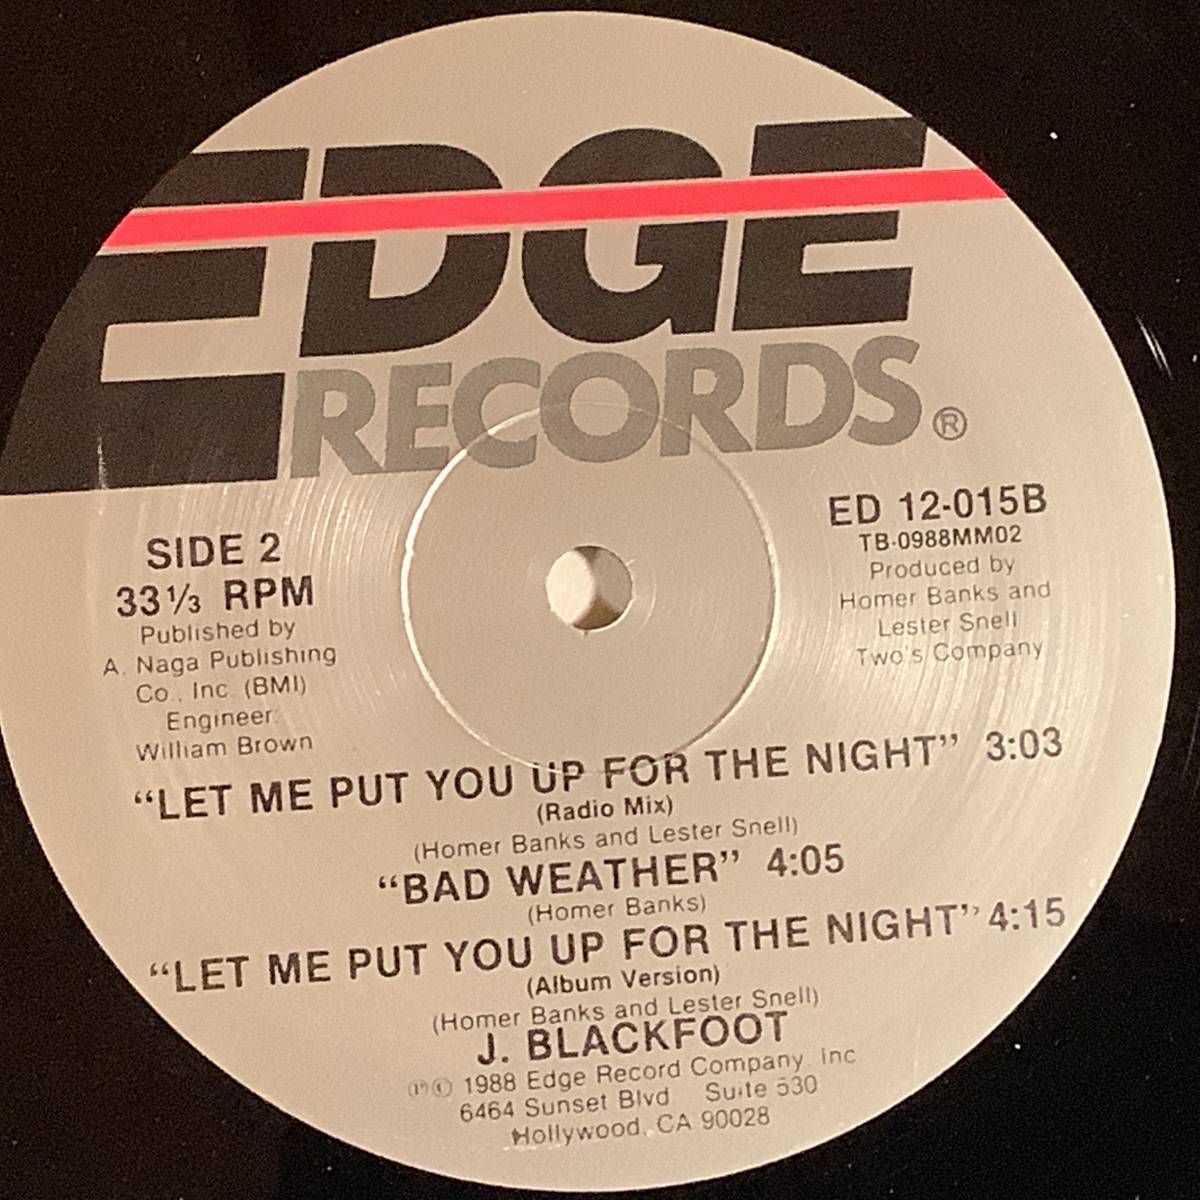 EDGE
RECORDS®
SIDE 2
33⅓ RPM
Published by
A. Naga Publishing
Co., Inc. (BMI)
Engineer:
William Brown
ED 12-015B
TB-0988MM02
Produced by
Homer Banks and
Lester Snell
Two's Company
“LET ME PUT YOU UP FOR THE NIGHT” 3:03
(Radio Mix)
(Homer Banks and Lester Snell)
“BAD WEATHER” 4:05
(Homer Banks)
“LET ME PUT YOU UP FOR THE NIGHT” 4:15
(Album Version)
(Homer Banks and Lester Snell)
J. BLACKFOOT
℗© 1988 Edge Record Company, Inc
6464 Sunset Blvd. Suite 530
Hollywood, CA 90028